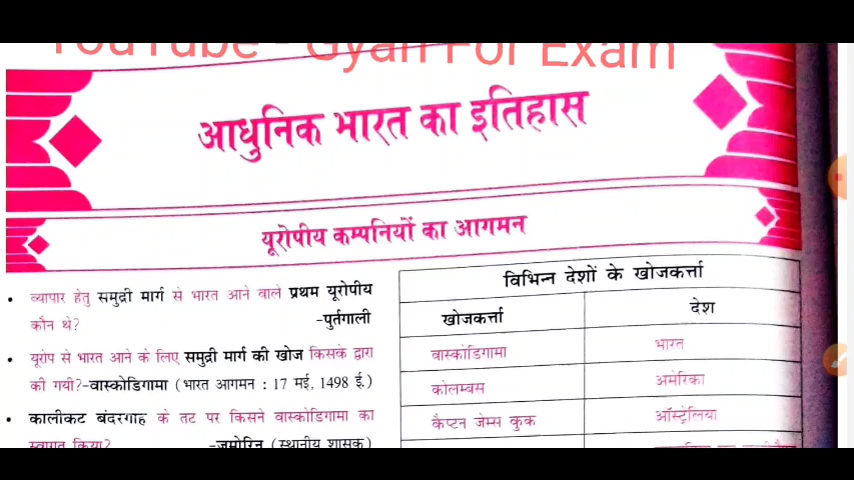 YouTube - Gyan For Exam
आधुनिक भारत का इतिहास
यूरोपीय कम्पनियों का आगमन
• व्यापार हेतु समुद्री मार्ग से भारत आने वाले प्रथम यूरोपीय
कौन थे? -पुर्तगाली
• यूरोप से भारत आने के लिए समुद्री मार्ग की खोज किसके द्वारा
की गयी?-वास्कोडिगामा (भारत आगमन : 17 मई, 1498 ई.)
• कालीकट बंदरगाह के तट पर किसने वास्कोडिगामा का
स्वागत किया? -जमोरिन (स्थानीय शासक)
विभिन्न देशों के खोजकर्त्ता
खोजकर्त्ता देश
वास्कोडिगामा भारत
कोलम्बस अमेरिका
कैप्टन जेम्स कुक ऑस्ट्रेलिया